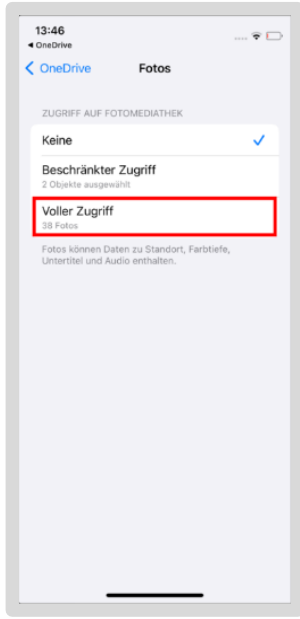 13:46
◀ OneDrive
OneDrive
Fotos
ZUGRIFF AUF FOTOMEDIATHEK
Keine
Beschränkter Zugriff
2 Objekte ausgewählt
Voller Zugriff
38 Fotos
Fotos können Daten zu Standort, Farbtiefe,
Untertitel und Audio enthalten.